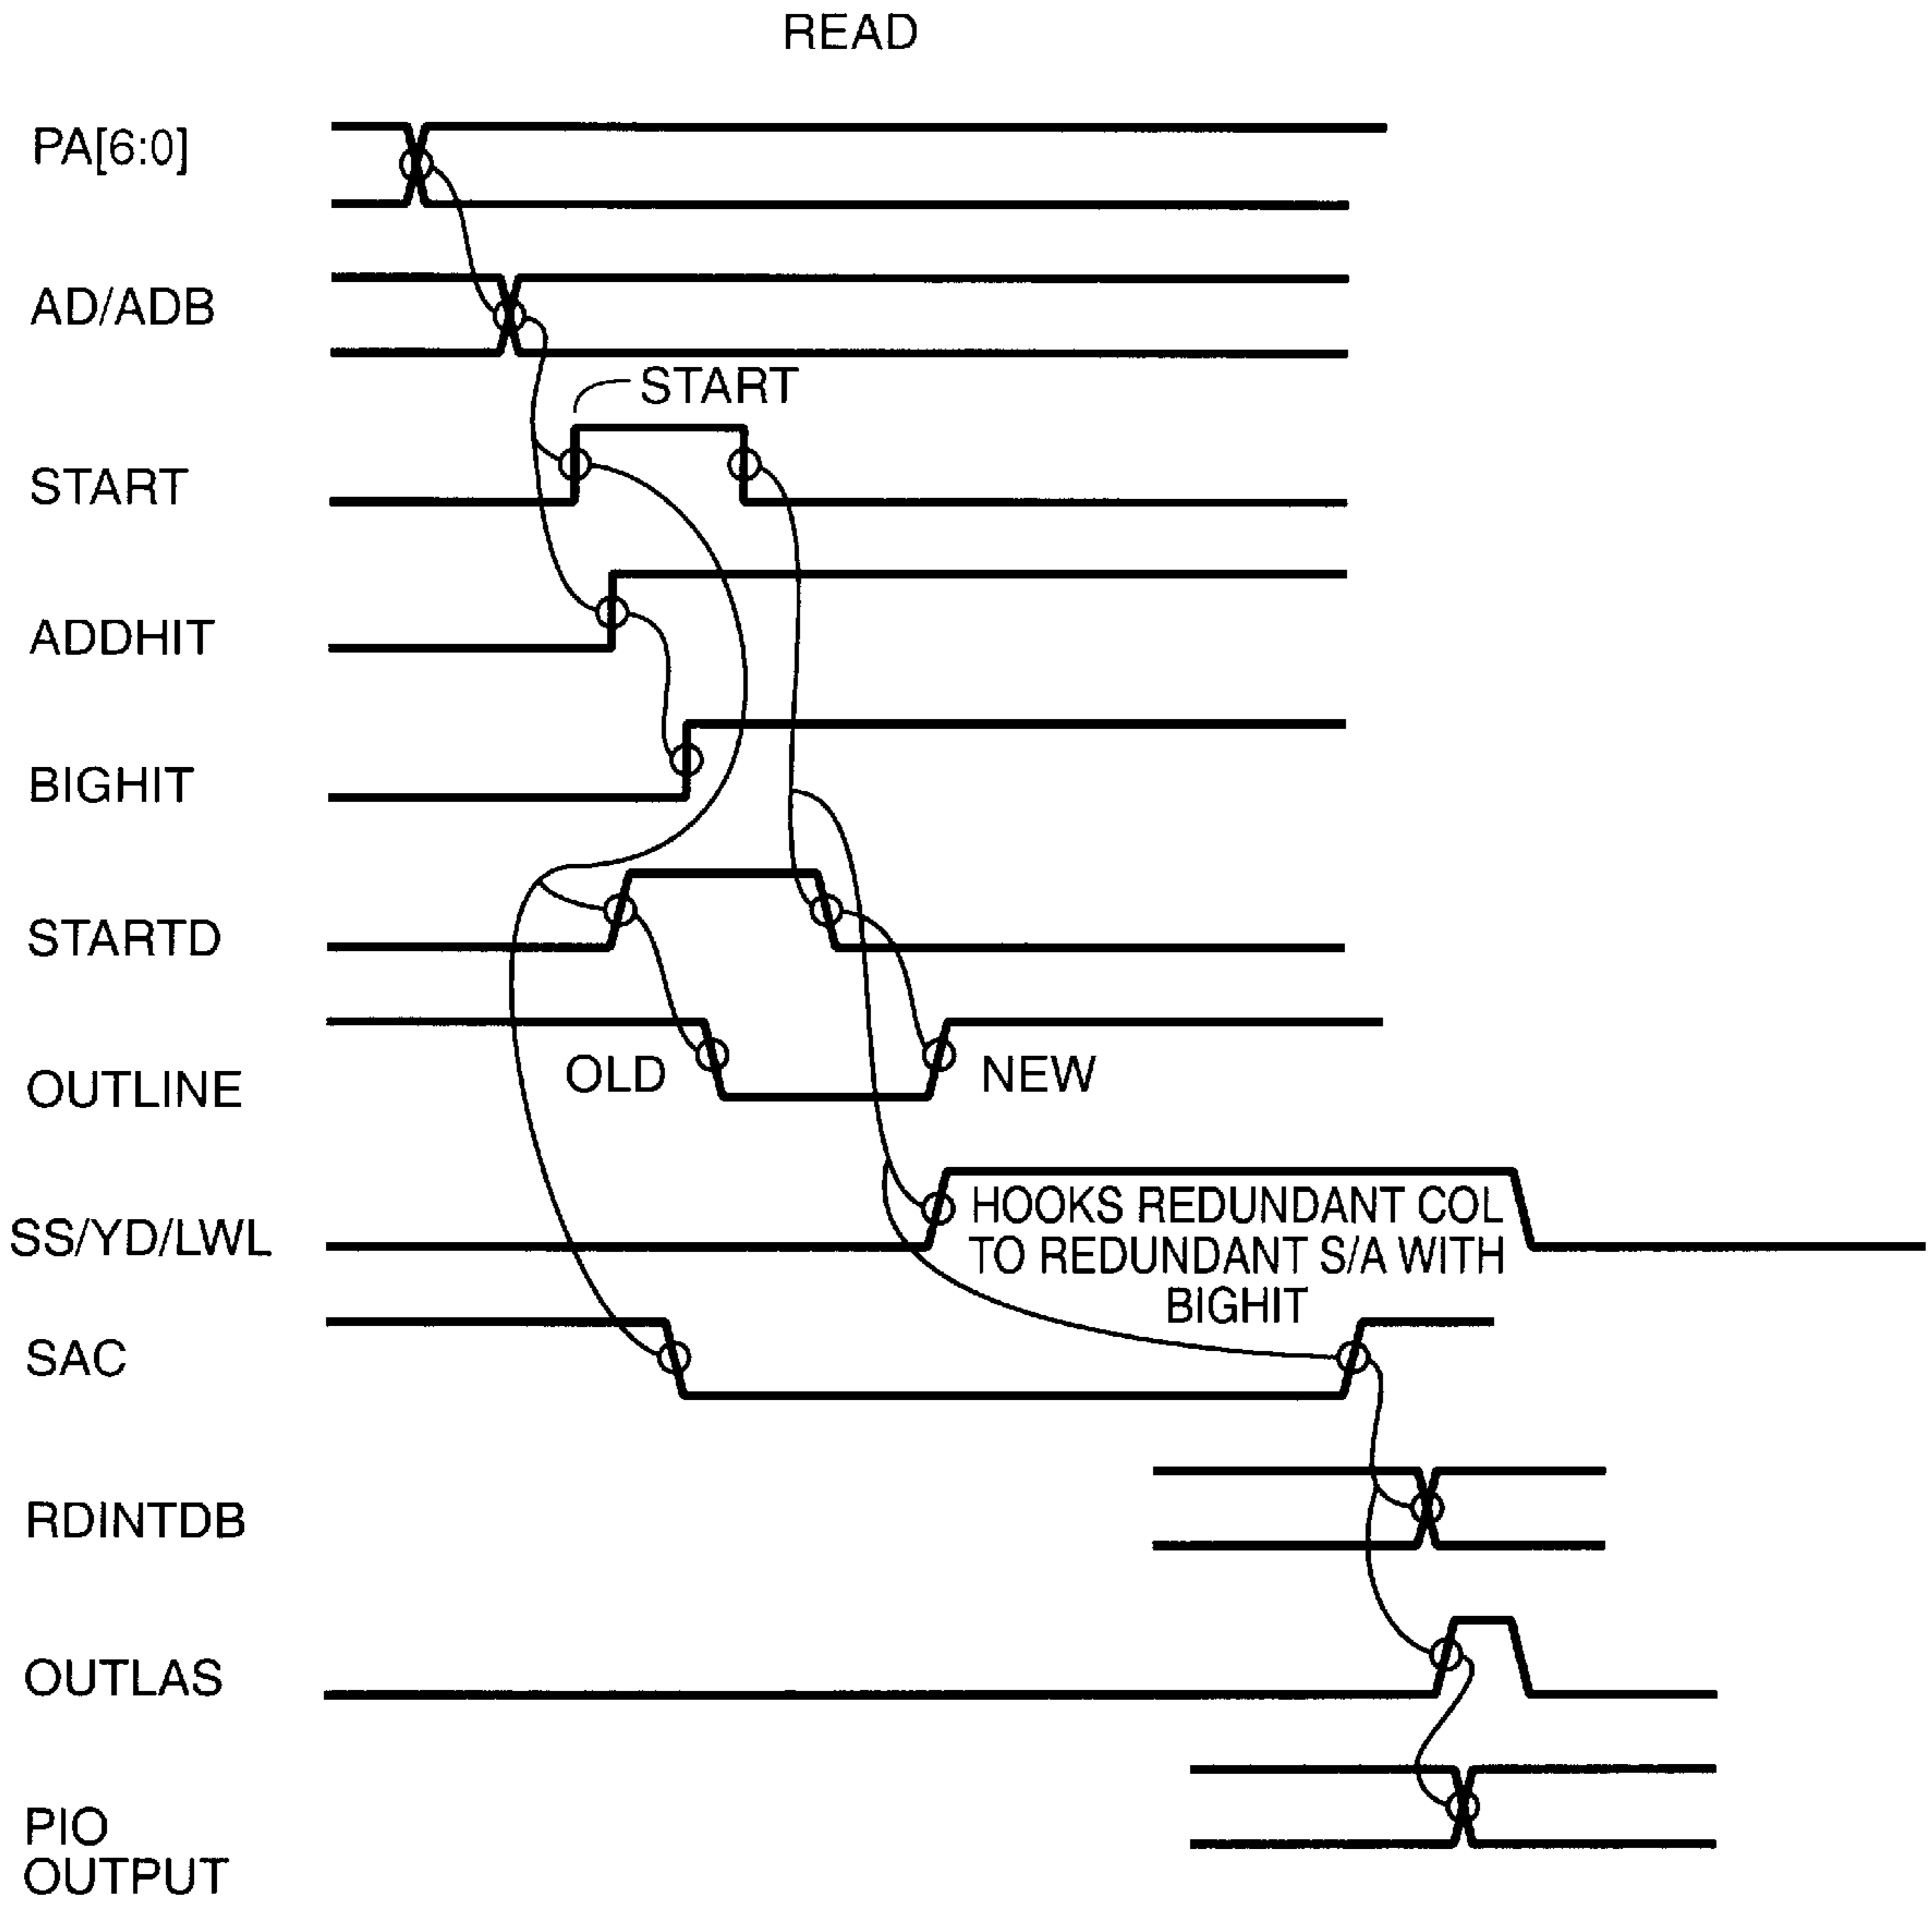 READ
PA[6:0]
AD/ADB
START
START
ADDHIT
BIGHIT
STARTD
OUTLINE
OLD
NEW
SS/YD/LWL
HOOKS REDUNDANT COL
TO REDUNDANT S/A WITH
BIGHIT
SAC
RDINTDB
OUTLAS
PIO
OUTPUT